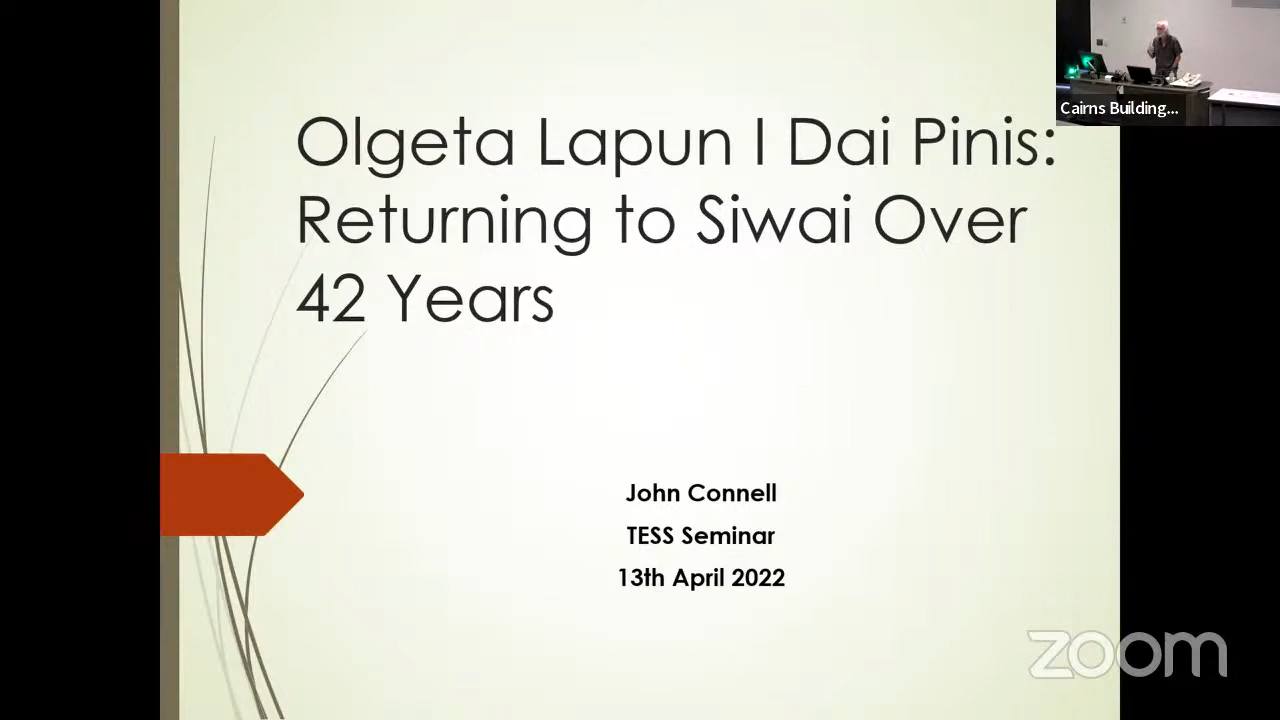 Olgeta Lapun I Dai Pinis:
Returning to Siwai Over
42 Years
John Connell
TESS Seminar
13th April 2022
Cairns Building...
zoom